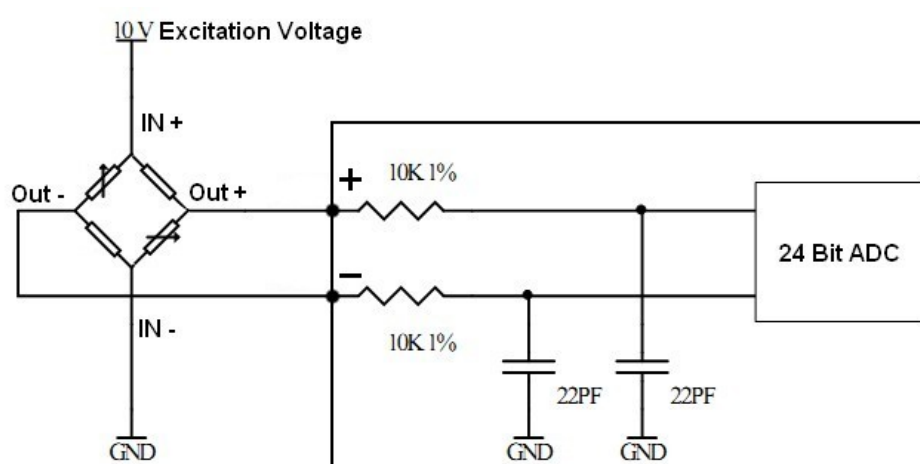 10 V Excitation Voltage
IN +
Out -
Out +
+
10K 1%
24 Bit ADC
−
IN -
10K 1%
22PF
22PF
GND
GND
GND